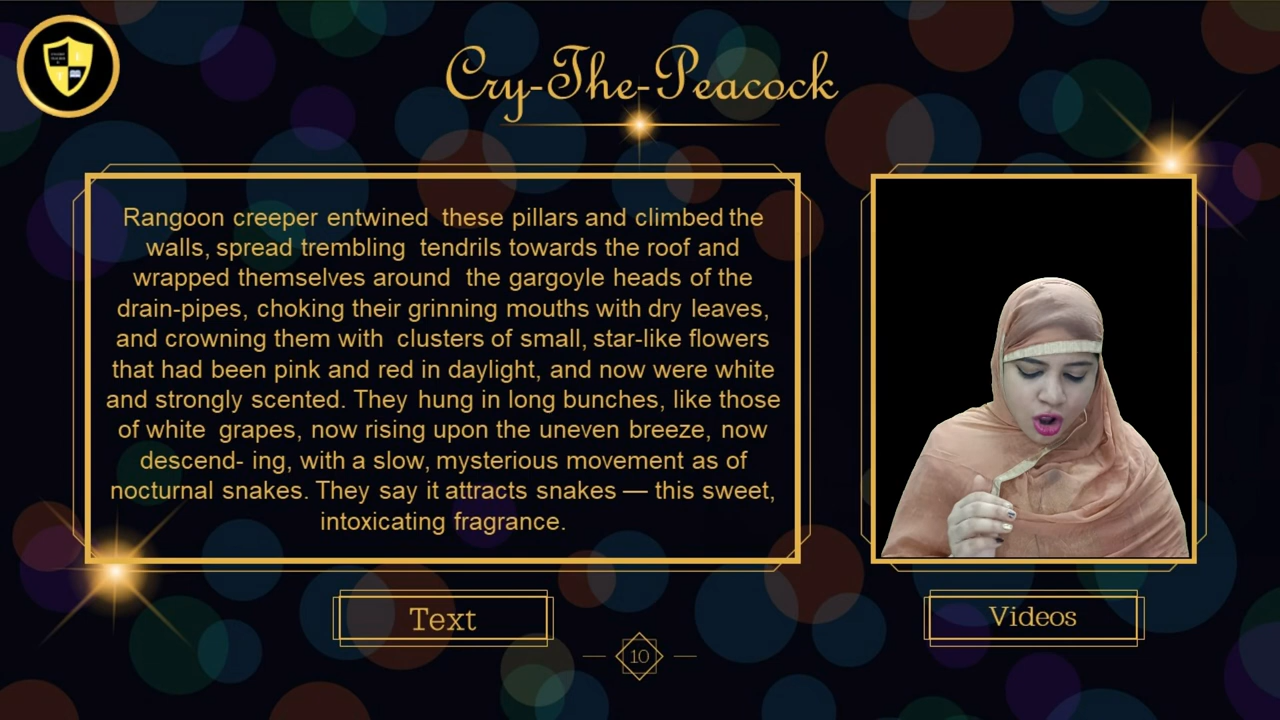 Cry-The-Peacock
Rangoon creeper entwined these pillars and climbed the
walls, spread trembling tendrils towards the roof and
wrapped themselves around the gargoyle heads of the
drain-pipes, choking their grinning mouths with dry leaves,
and crowning them with clusters of small, star-like flowers
that had been pink and red in daylight, and now were white
and strongly scented. They hung in long bunches, like those
of white grapes, now rising upon the uneven breeze, now
descend- ing, with a slow, mysterious movement as of
nocturnal snakes. They say it attracts snakes — this sweet,
intoxicating fragrance.
Text
Videos
10